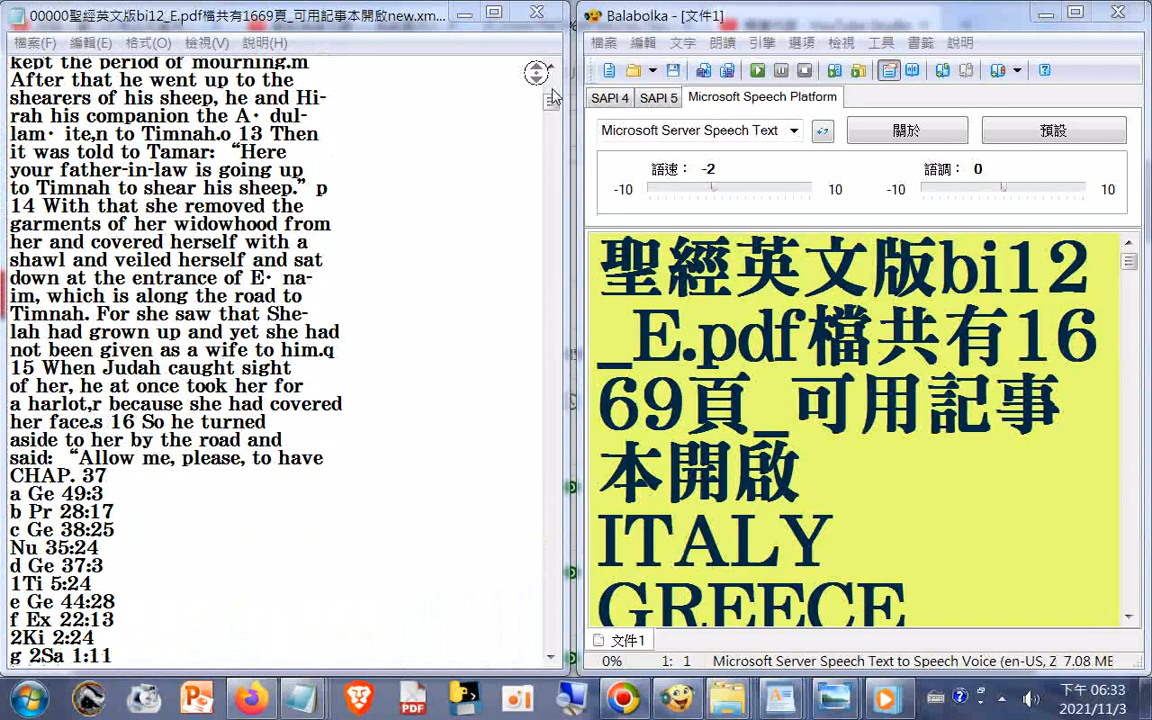 00000聖經英文版bi12_E.pdf檔共有1669頁_可用記事本開啟new.xm...
檔案(F) 編輯(E) 格式(O) 檢視(V) 說明(H)
kept the period of mourning.m
After that he went up to the
shearers of his sheep, he and Hi-
rah his companion the A· dul-
lam· ite,n to Timnah.o 13 Then
it was told to Tamar: “Here
your father-in-law is going up
to Timnah to shear his sheep.” p
14 With that she removed the
garments of her widowhood from
her and covered herself with a
shawl and veiled herself and sat
down at the entrance of E· na-
im, which is along the road to
Timnah. For she saw that She-
lah had grown up and yet she had
not been given as a wife to him.q
15 When Judah caught sight
of her, he at once took her for
a harlot,r because she had covered
her face.s 16 So he turned
aside to her by the road and
said: “Allow me, please, to have
CHAP. 37
a Ge 49:3
b Pr 28:17
c Ge 38:25
Nu 35:24
d Ge 37:3
1Ti 5:24
e Ge 44:28
f Ex 22:13
2Ki 2:24
g 2Sa 1:11
Balabolka - [文件1]
檔案 編輯 文字 朗讀 引擎 選項 檢視 工具 書籤 說明
SAPI 4 SAPI 5 Microsoft Speech Platform
Microsoft Server Speech Text 關於 預設
語速: -2 語調: 0
-10 10 -10 10
聖經英文版bi12
_E.pdf檔共有16
69頁_可用記事
本開啟
ITALY
GREECE
文件1
0% 1: 1 Microsoft Server Speech Text to Speech Voice (en-US, Z 7.08 ME
下午 06:33
2021/11/3